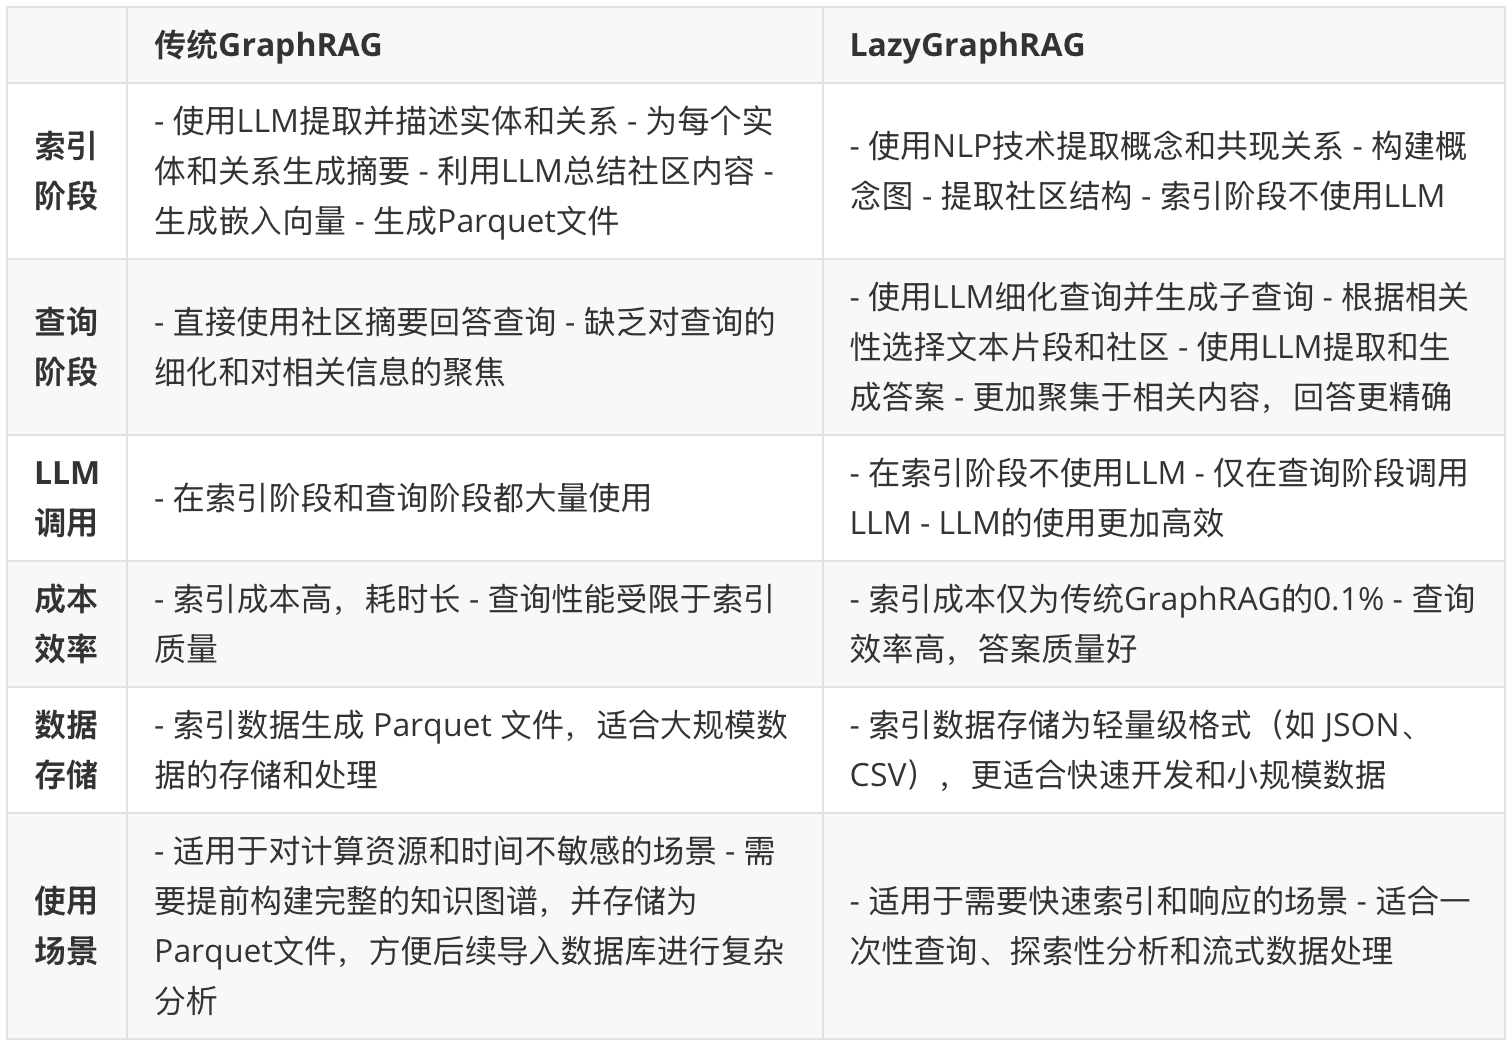 传统GraphRAG
LazyGraphRAG
索引
阶段
- 使用LLM提取并描述实体和关系 - 为每个实
体和关系生成摘要 - 利用LLM总结社区内容 -
生成嵌入向量 - 生成Parquet文件
- 使用NLP技术提取概念和共现关系 - 构建概
念图 - 提取社区结构 - 索引阶段不使用LLM
查询
阶段
- 直接使用社区摘要回答查询 - 缺乏对查询的
细化和对相关信息的聚焦
- 使用LLM细化查询并生成子查询 - 根据相关
性选择文本片段和社区 - 使用LLM提取和生
成答案 - 更加聚集于相关内容，回答更精确
LLM
调用
- 在索引阶段和查询阶段都大量使用
- 在索引阶段不使用LLM - 仅在查询阶段调用
LLM - LLM的使用更加高效
成本
效率
- 索引成本高，耗时长 - 查询性能受限于索引
质量
- 索引成本仅为传统GraphRAG的0.1% - 查询
效率高，答案质量好
数据
存储
- 索引数据生成 Parquet 文件，适合大规模数
据的存储和处理
- 索引数据存储为轻量级格式（如 JSON、
CSV），更适合快速开发和小规模数据
使用
场景
- 适用于对计算资源和时间不敏感的场景 - 需
要提前构建完整的知识图谱，并存储为
Parquet文件，方便后续导入数据库进行复杂
分析
- 适用于需要快速索引和响应的场景 - 适合一
次性查询、探索性分析和流式数据处理